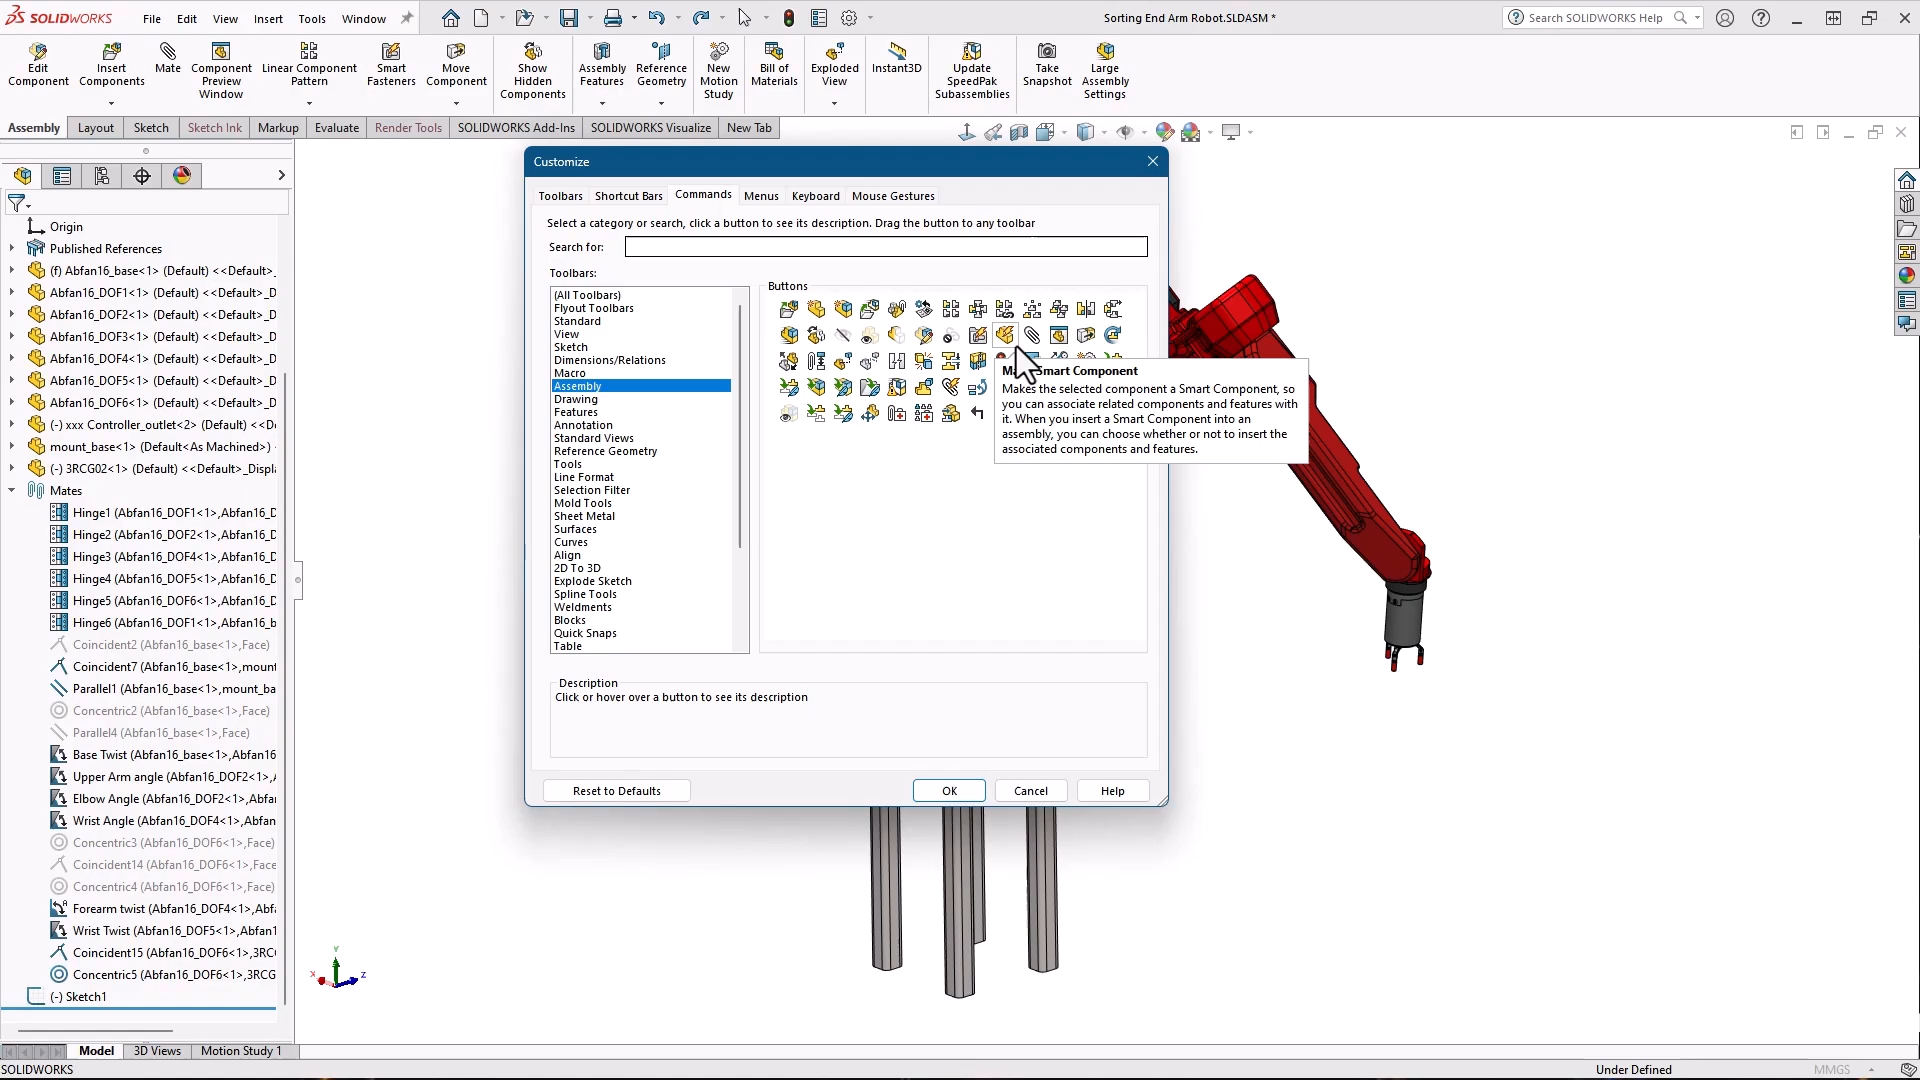 SOLIDWORKS
File
Edit
View
Insert
Tools
Window
Sorting End Arm Robot.SLDASM *
Search SOLIDWORKS Help
Edit
Component
Insert
Components
Mate
Component
Preview
Window
Linear Component
Pattern
Smart
Fasteners
Move
Component
Show
Hidden
Components
Assembly
Features
Reference
Geometry
New
Motion
Study
Bill of
Materials
Exploded
View
Instant3D
Update
SpeedPak
Subassemblies
Take
Snapshot
Large
Assembly
Settings
Assembly
Layout
Sketch
Sketch Ink
Markup
Evaluate
Render Tools
SOLIDWORKS Add-Ins
SOLIDWORKS Visualize
New Tab
Origin
Published References
(f) Abfan16_base<1> (Default) <<Default>_
Abfan16_DOF1<1> (Default) <<Default>_D
Abfan16_DOF2<1> (Default) <<Default>_D
Abfan16_DOF3<1> (Default) <<Default>_D
Abfan16_DOF4<1> (Default) <<Default>_D
Abfan16_DOF5<1> (Default) <<Default>_D
Abfan16_DOF6<1> (Default) <<Default>_D
(-) xxx Controller_outlet<2> (Default) <<De
mount_base<1> (Default<As Machined>)
(-) 3RCG02<1> (Default) <<Default>_Displa
Mates
Hinge1 (Abfan16_DOF1<1>,Abfan16_D
Hinge2 (Abfan16_DOF2<1>,Abfan16_D
Hinge3 (Abfan16_DOF4<1>,Abfan16_D
Hinge4 (Abfan16_DOF5<1>,Abfan16_D
Hinge5 (Abfan16_DOF6<1>,Abfan16_D
Hinge6 (Abfan16_DOF1<1>,Abfan16_b
Coincident2 (Abfan16_base<1>,Face)
Coincident7 (Abfan16_base<1>,mount
Parallel1 (Abfan16_base<1>,mount_ba
Concentric2 (Abfan16_base<1>,Face)
Parallel4 (Abfan16_base<1>,Face)
Base Twist (Abfan16_base<1>,Abfan16
Upper Arm angle (Abfan16_DOF2<1>,A
Elbow Angle (Abfan16_DOF2<1>,Abfan
Wrist Angle (Abfan16_DOF4<1>,Abfan
Concentric3 (Abfan16_DOF6<1>,Face)
Coincident14 (Abfan16_DOF6<1>,Face
Concentric4 (Abfan16_DOF6<1>,Face)
Forearm twist (Abfan16_DOF4<1>,Abfa
Wrist Twist (Abfan16_DOF5<1>,Abfan1
Coincident15 (Abfan16_DOF6<1>,3RC
Concentric5 (Abfan16_DOF6<1>,3RCG
(-) Sketch1
Customize
Toolbars
Shortcut Bars
Commands
Menus
Keyboard
Mouse Gestures
Select a category or search, click a button to see its description. Drag the button to any toolbar
Search for:
Toolbars:
(All Toolbars)
Flyout Toolbars
Standard
View
Sketch
Dimensions/Relations
Macro
Assembly
Drawing
Features
Annotation
Standard Views
Reference Geometry
Tools
Line Format
Selection Filter
Mold Tools
Sheet Metal
Surfaces
Curves
Align
2D To 3D
Explode Sketch
Spline Tools
Weldments
Blocks
Quick Snaps
Table
Buttons
Smart Component
Makes the selected component a Smart Component, so
you can associate related components and features with
it. When you insert a Smart Component into an
assembly, you can choose whether or not to insert the
associated components and features.
Description
Click or hover over a button to see its description
Reset to Defaults
OK
Cancel
Help
Y
X
Z
Model
3D Views
Motion Study 1
SOLIDWORKS
Under Defined
MMGS